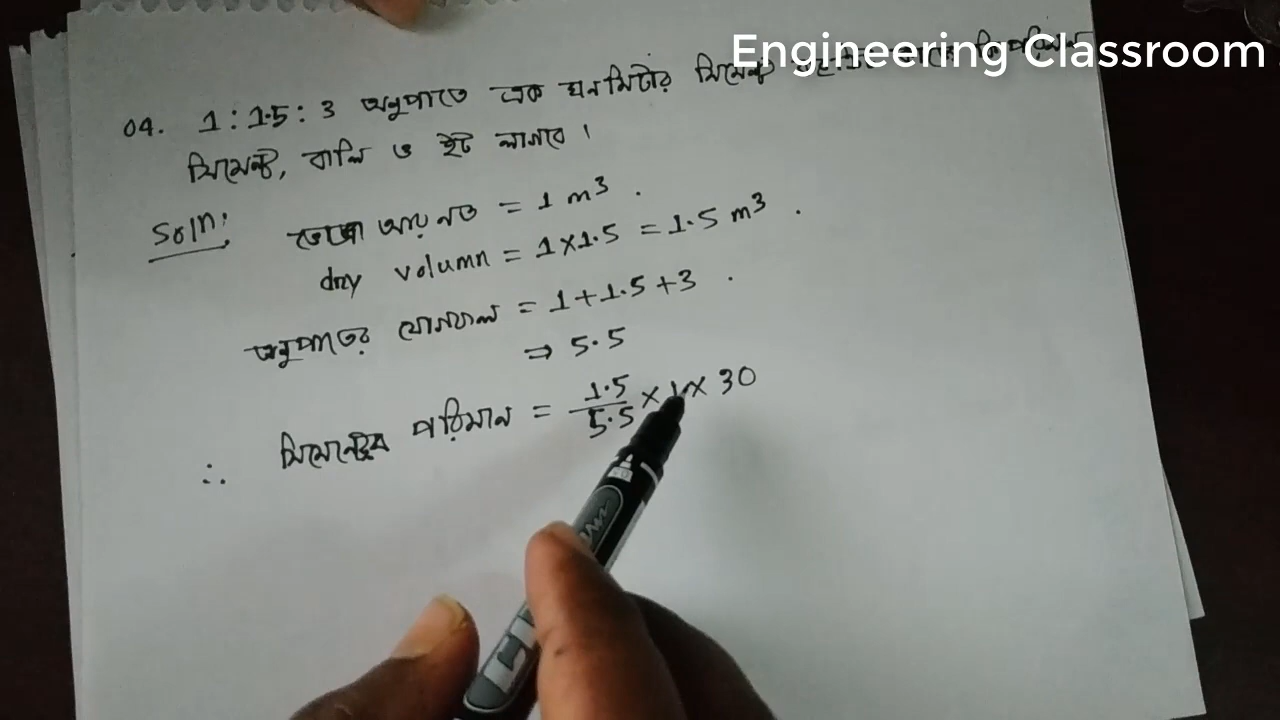 Engineering Classroom
04. 1 : 1.5 : 3 অনুপাতে এক ঘনমিটার সিমেন্ট পরিমান
সিমেন্ট, বালি ও ইট লাগবে ।
Soln: ভেজা আয়তন = 1 m³ .
dry volumn = 1×1.5 = 1.5 m³ .
অনুপাতের যোগফল = 1+1.5+3 .
⇒ 5.5
∴ সিমেন্টের পরিমান = 1.5/5.5 × 1 × 30